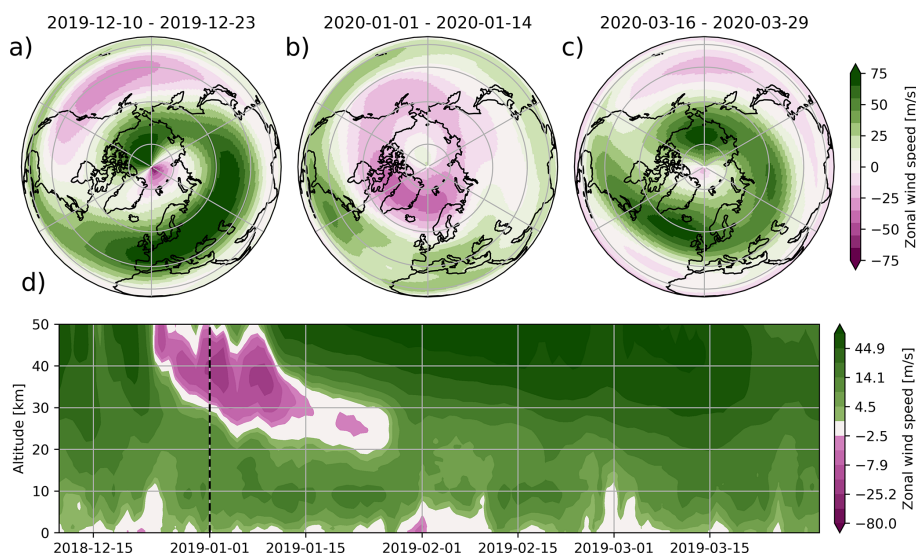 2019-12-10 - 2019-12-23
2020-01-01 - 2020-01-14
2020-03-16 - 2020-03-29
a)
b)
c)
75
50
25
0
−25
−50
−75
Zonal wind speed [m/s]
d)
50
40
30
20
10
0
Altitude [km]
2018-12-15
2019-01-01
2019-01-15
2019-02-01
2019-02-15
2019-03-01
2019-03-15
44.9
14.1
4.5
−2.5
−7.9
−25.2
−80.0
Zonal wind speed [m/s]